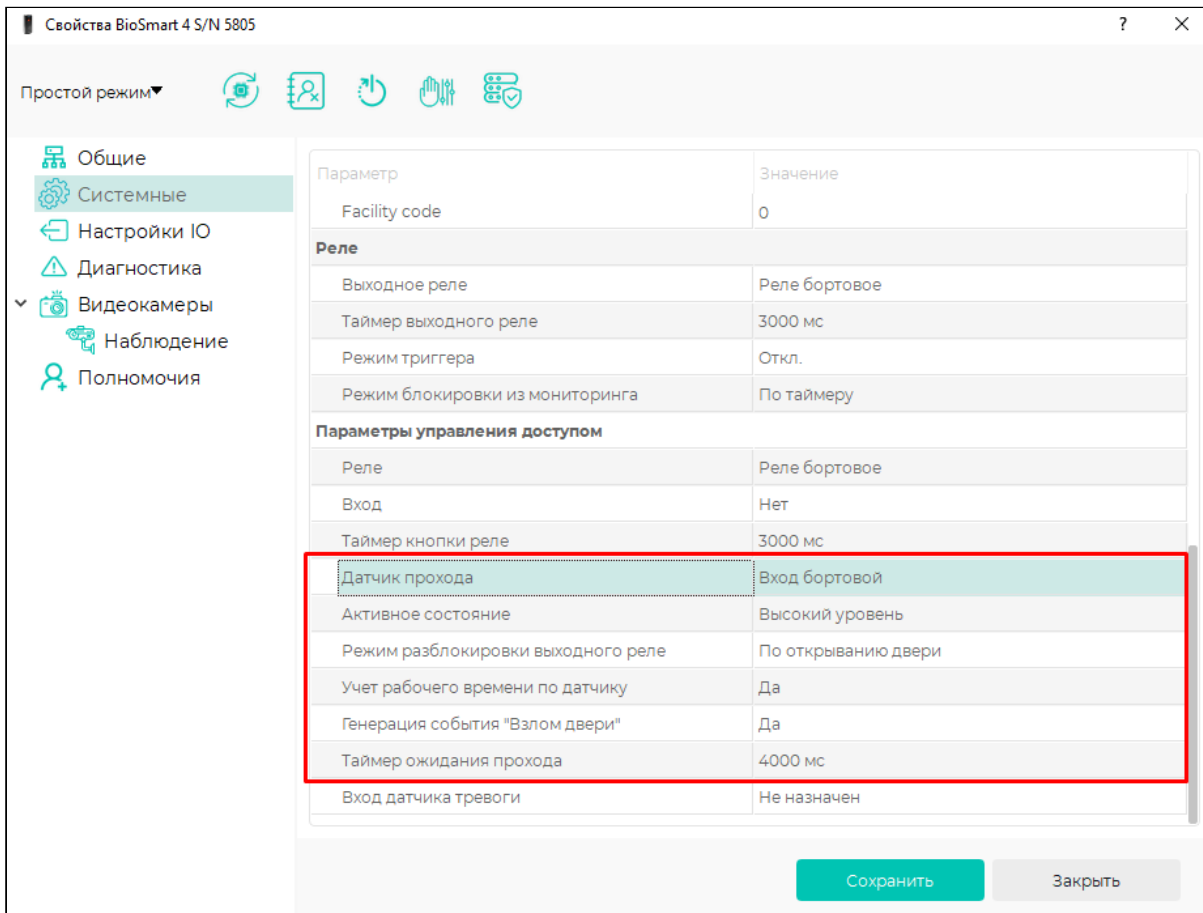 Свойства BioSmart 4 S/N 5805
?
Простой режим
Общие
Системные
Настройки IO
Диагностика
Видеокамеры
Наблюдение
Полномочия
Параметр Значение
Facility code 0
Реле
Выходное реле Реле бортовое
Таймер выходного реле 3000 мс
Режим триггера Откл.
Режим блокировки из мониторинга По таймеру
Параметры управления доступом
Реле Реле бортовое
Вход Нет
Таймер кнопки реле 3000 мс
Датчик прохода Вход бортовой
Активное состояние Высокий уровень
Режим разблокировки выходного реле По открыванию двери
Учет рабочего времени по датчику Да
Генерация события "Взлом двери" Да
Таймер ожидания прохода 4000 мс
Вход датчика тревоги Не назначен
Сохранить Закрыть